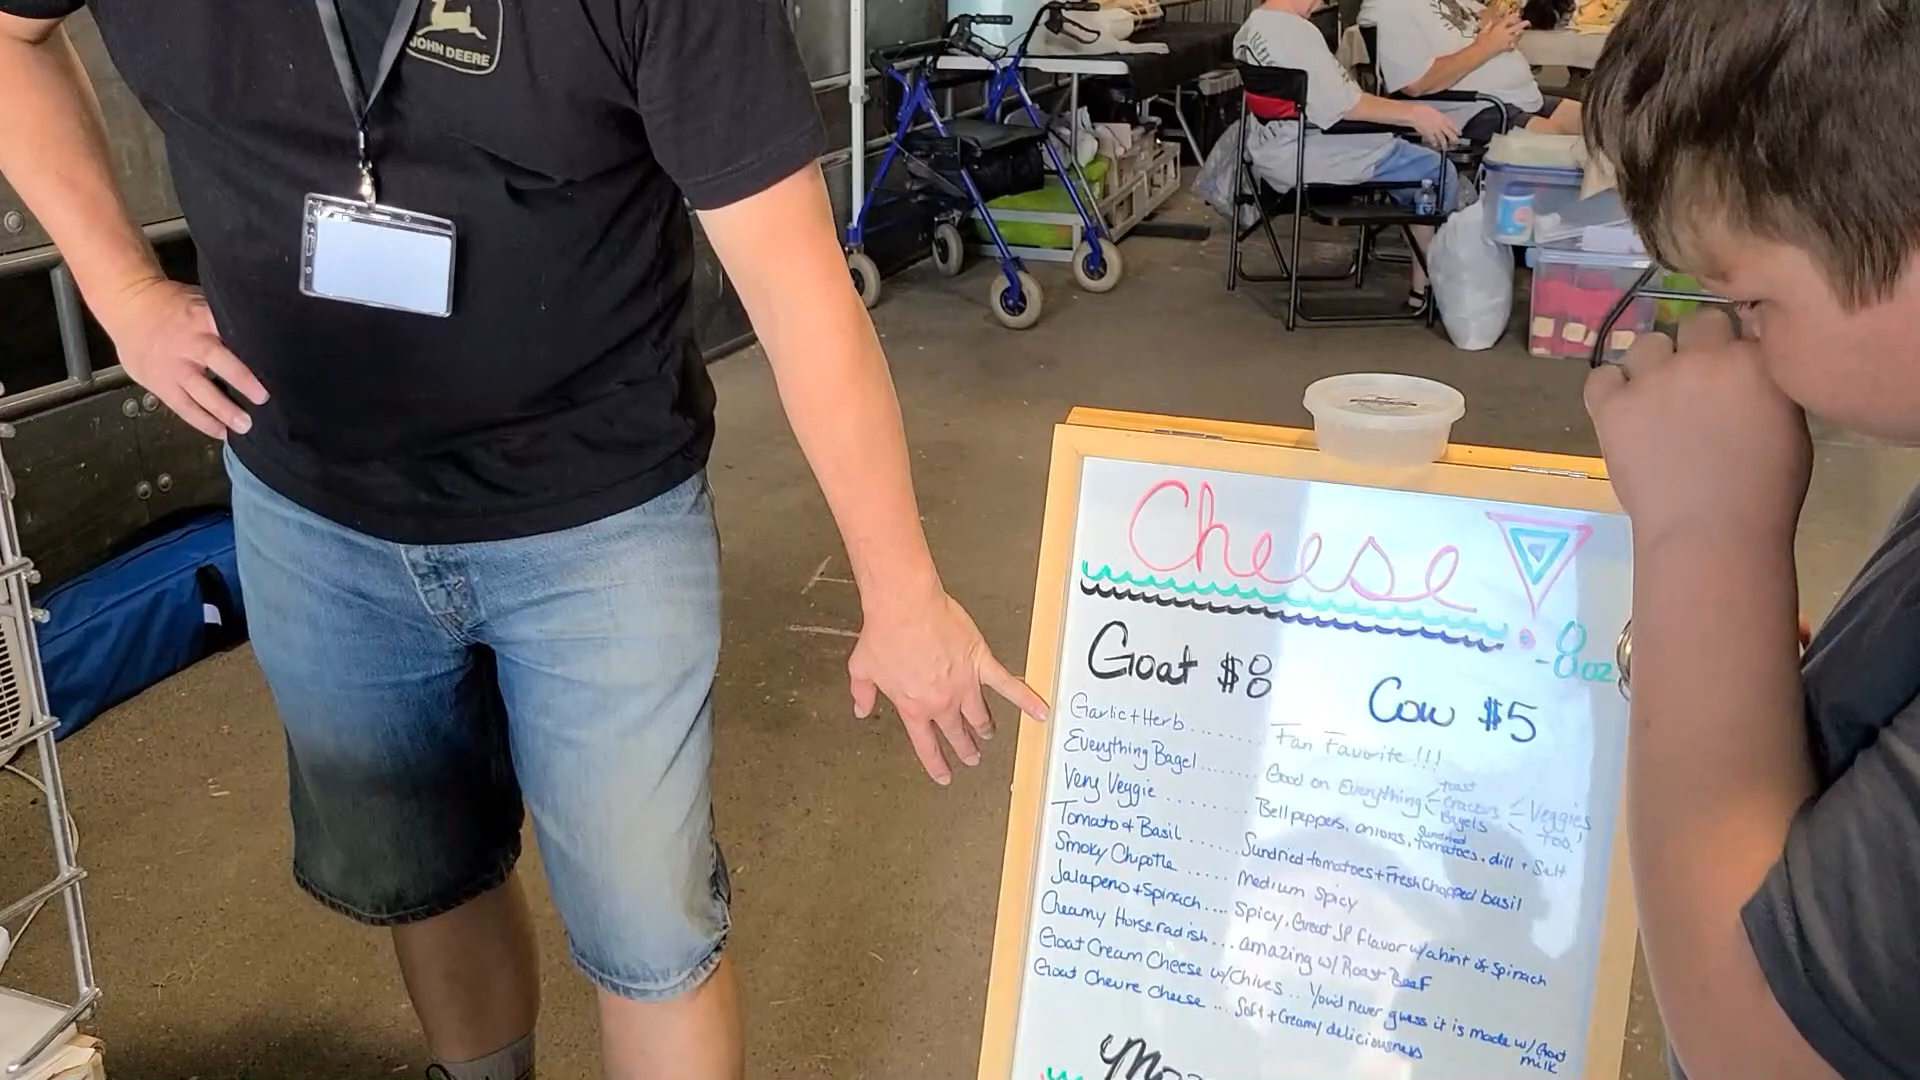 JOHN DEERE
Cheese
- 8oz
Goat $8 Cow $5
Garlic + Herb ........ Fan Favorite!!!
Everything Bagel ....... Good on Everything - toast - Crackers - Bagels - Veggies Too!
Very Veggie ........ Bell peppers, onions, Sundried tomatoes, dill + Salt
Tomato & Basil ...... Sundried tomatoes + Fresh Chopped basil
Smoky Chipotle ..... Medium Spicy
Jalapeno + Spinach .... Spicy, Great JP flavor w/ a hint of Spinach
Creamy Horseradish ... amazing w/ Roast Beef
Goat Cream Cheese w/ Chives .. You'd never guess it is made w/ Goat milk
Goat Chevre cheese ... Soft + Creamy deliciousness